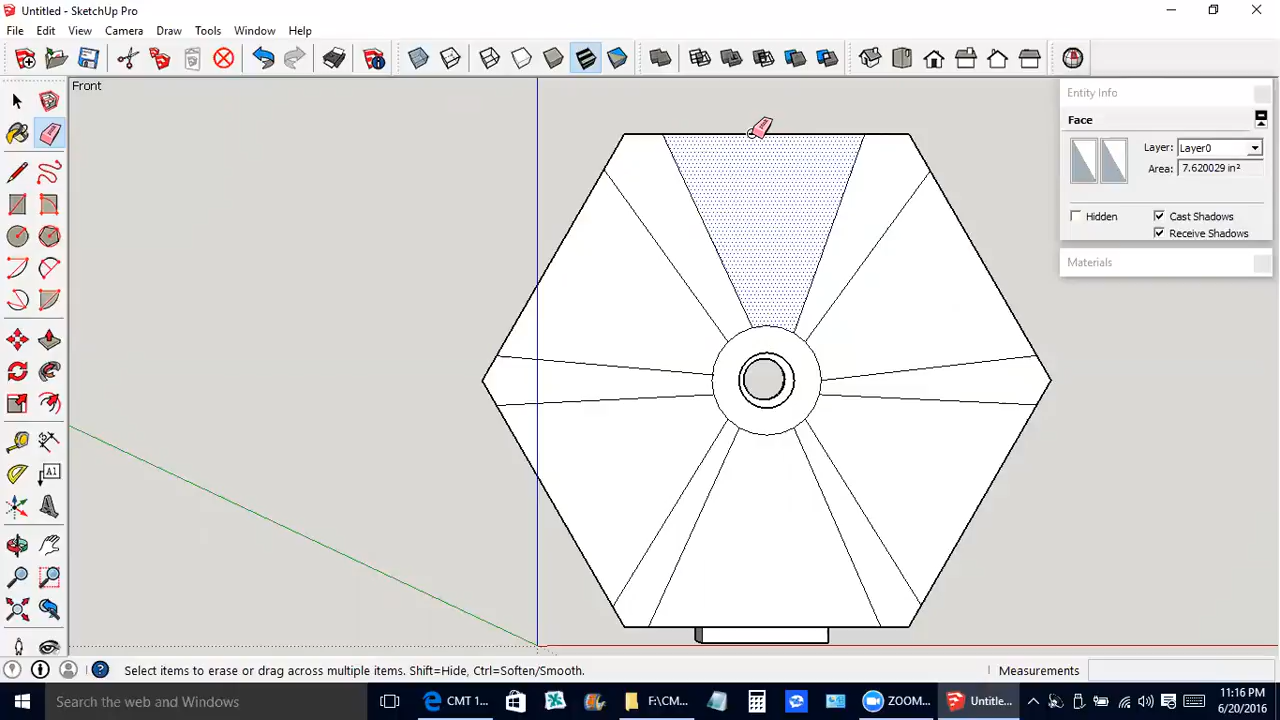 Untitled - SketchUp Pro
File Edit View Camera Draw Tools Window Help
Front
Entity Info
Face
Layer: Layer0
Area: 7.620029 in²
Hidden Cast Shadows
Receive Shadows
Materials
A1
Select items to erase or drag across multiple items. Shift=Hide, Ctrl=Soften/Smooth.
Measurements
Search the web and Windows
CMT 1...
F:\CM...
ZOOM...
Untitle...
11:16 PM
6/20/2016